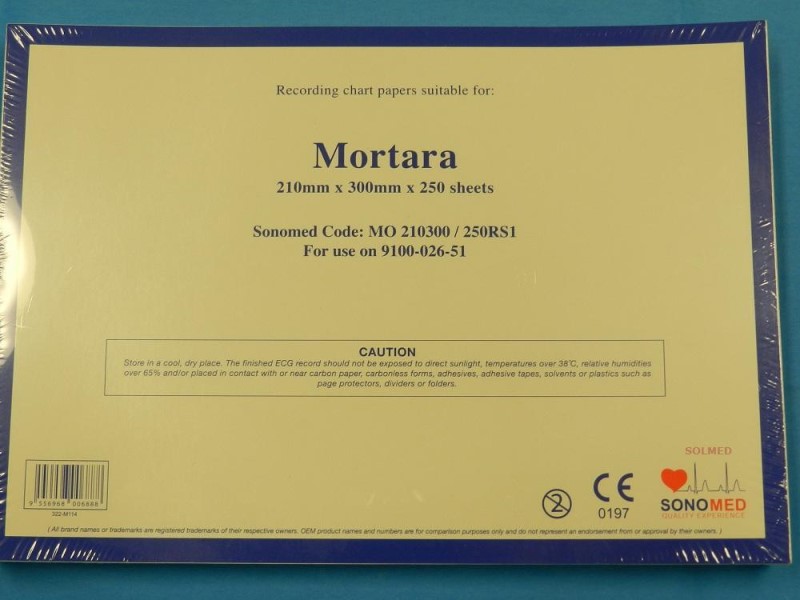 Recording chart papers suitable for:
Mortara
210mm x 300mm x 250 sheets
Sonomed Code: MO 210300 / 250RS1
For use on 9100-026-51
CAUTION
Store in a cool, dry place. The finished ECG record should not be exposed to direct sunlight, temperatures over 38°C, relative humidities
over 65% and/or placed in contact with or near carbon paper, carbonless forms, adhesives, adhesive tapes, solvents or plastics such as
page protectors, dividers or folders.
022-M114
2
CE
0197
SOLMED
SONOMED
QUALITY EXPERIENCE
( All brand names or trademarks are registered trademarks of their respective owners. OEM product names and numbers are for comparison purposes only and do not represent an endorsement from or approval by their owners. )